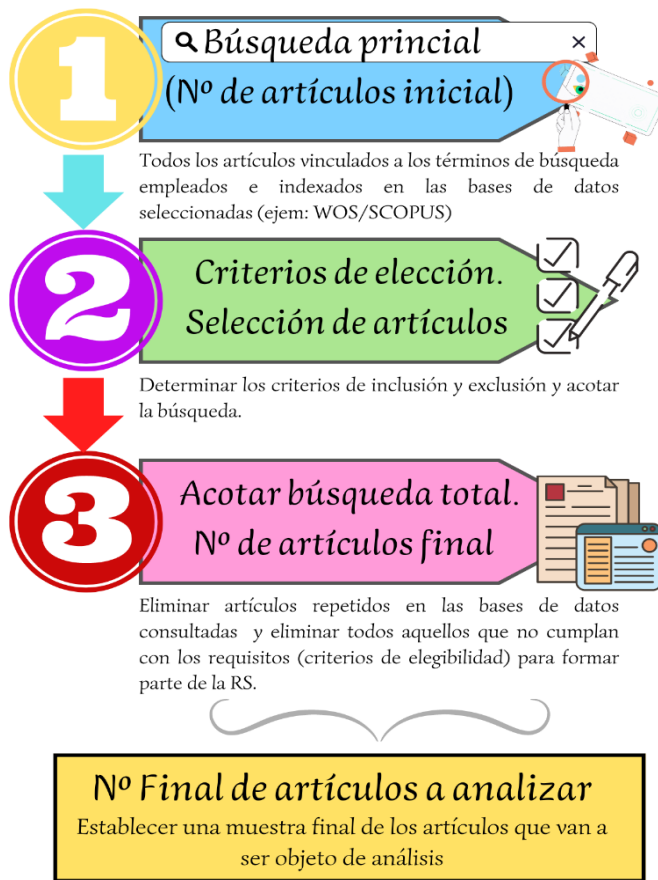 1
Búsqueda princial
(Nº de artículos inicial)
Todos los artículos vinculados a los términos de búsqueda
empleados e indexados en las bases de datos
seleccionadas (ejem: WOS/SCOPUS)
2
Criterios de elección.
Selección de artículos
Determinar los criterios de inclusión y exclusión y acotar
la búsqueda.
3
Acotar búsqueda total.
Nº de artículos final
Eliminar artículos repetidos en las bases de datos
consultadas y eliminar todos aquellos que no cumplan
con los requisitos (criterios de elegibilidad) para formar
parte de la RS.
Nº Final de artículos a analizar
Establecer una muestra final de los artículos que van a
ser objeto de análisis